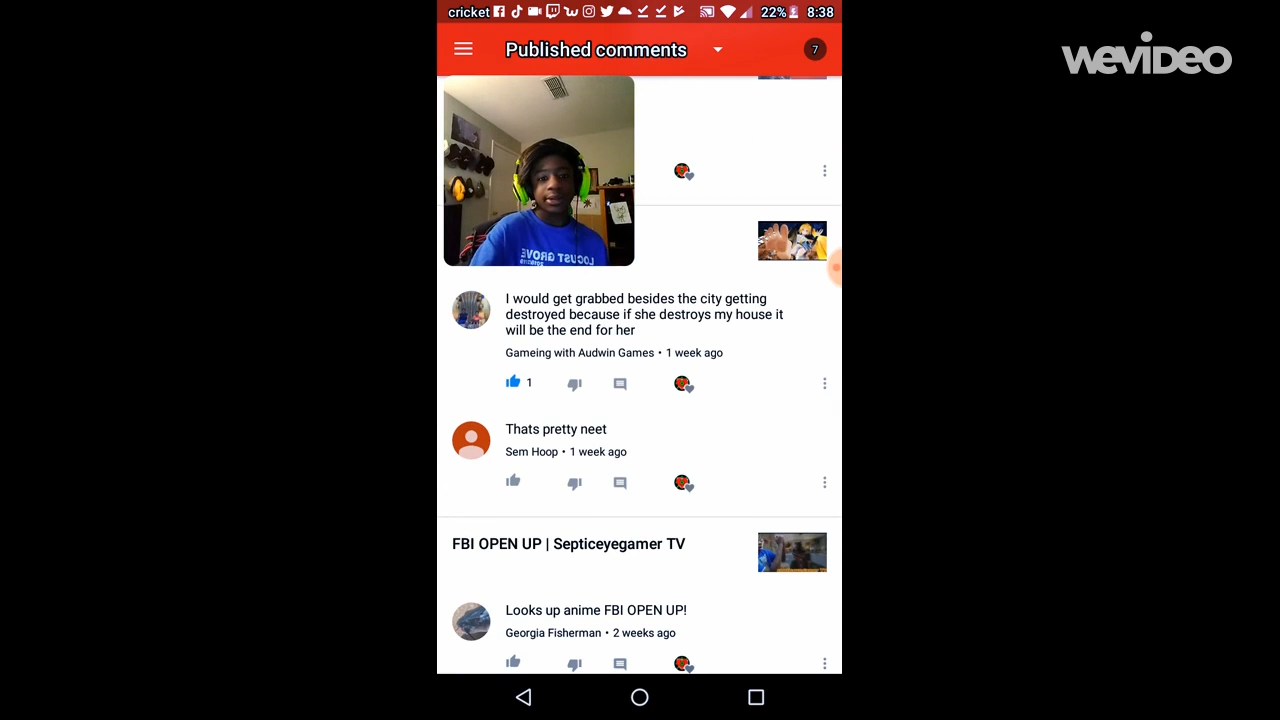 cricket 22% 8:38
WEVIDEO
Published comments 7
LOCUST GROVE
I would get grabbed besides the city getting
destroyed because if she destroys my house it
will be the end for her
Gameing with Audwin Games • 1 week ago
1
Thats pretty neet
Sem Hoop • 1 week ago
FBI OPEN UP | Septiceyegamer TV
Looks up anime FBI OPEN UP!
Georgia Fisherman • 2 weeks ago